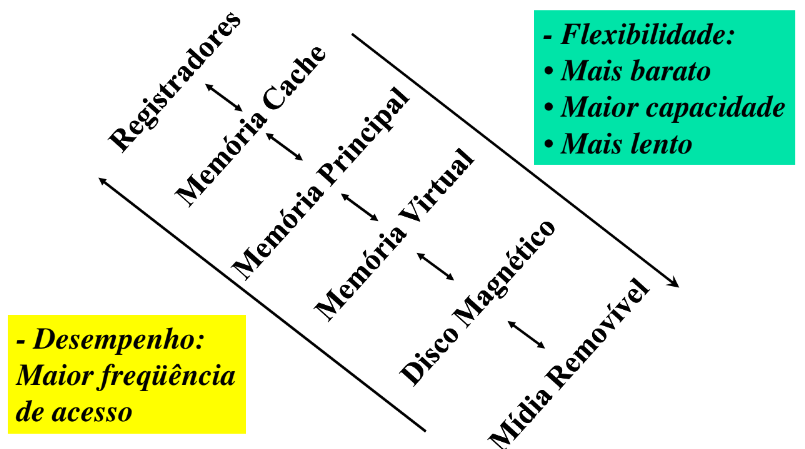 Registradores
Memória Cache
Memória Principal
Memória Virtual
Disco Magnético
Mídia Removível
- Flexibilidade:
• Mais barato
• Maior capacidade
• Mais lento
- Desempenho:
Maior freqüência
de acesso